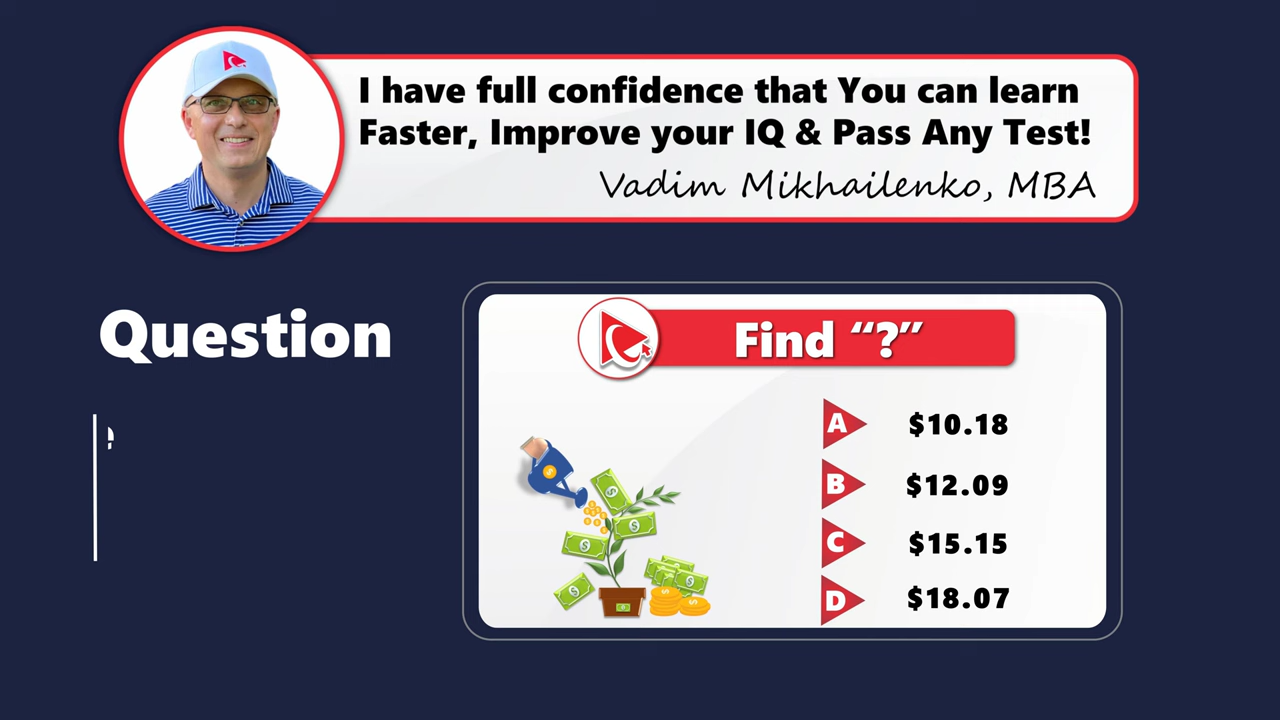 I have full confidence that You can learn
Faster, Improve your IQ & Pass Any Test!
Vadim Mikhailenko, MBA
Question
Find “?”
A $10.18
B $12.09
C $15.15
D $18.07